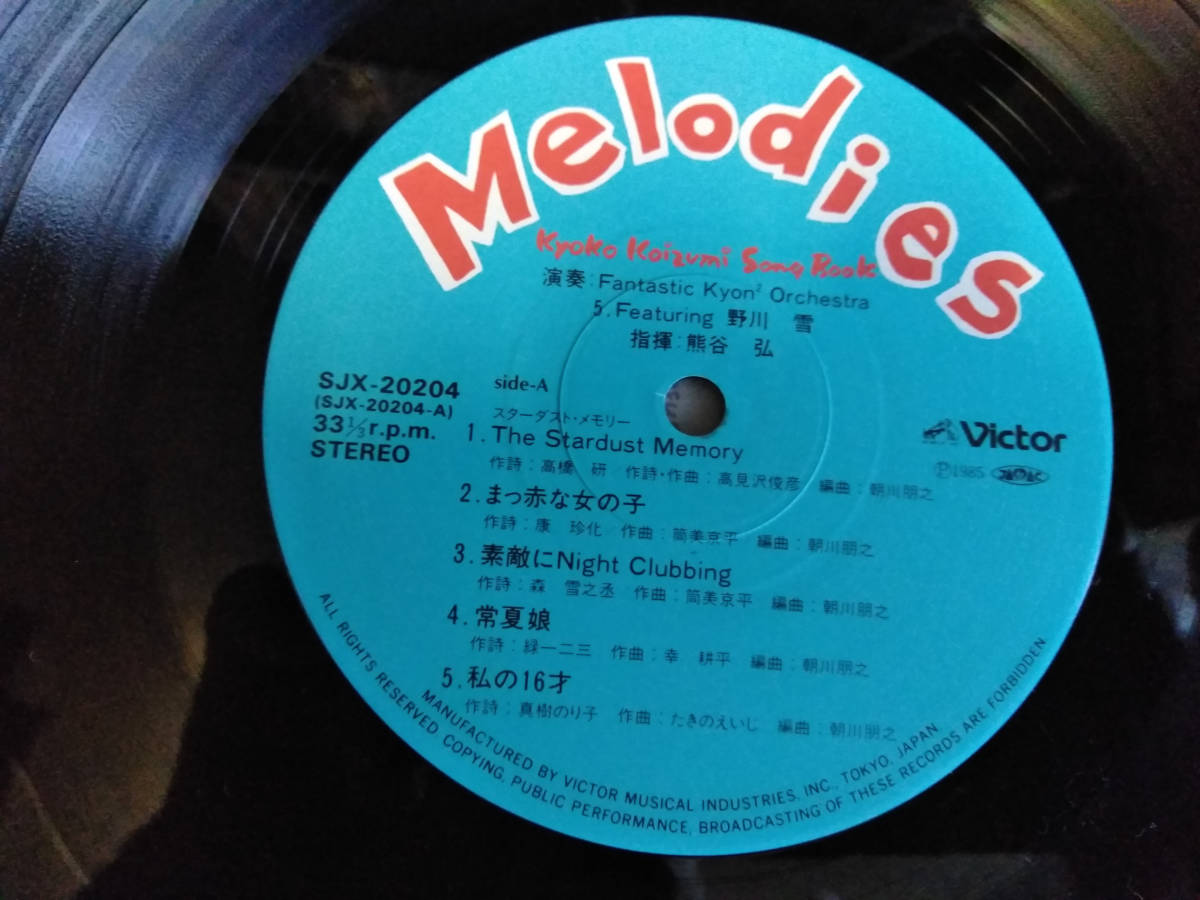 Melodies
Kyoko Koizumi Song Book
演奏:Fantastic Kyon² Orchestra
5.Featuring 野川 雪
指揮:熊谷 弘
SJX-20204
(SJX-20204-A)
33 1/3 r.p.m.
STEREO
side-A
Victor
Ⓟ1985 JASRAC
スターダスト・メモリー
1.The Stardust Memory
作詩:高橋 研/作詩・作曲:高見沢俊彦 編曲:朝川朋之
2.まっ赤な女の子
作詩:康 珍化/作曲:筒美京平 編曲:朝川朋之
3.素敵にNight Clubbing
作詩:森 雪之丞 作曲:筒美京平 編曲:朝川朋之
4.常夏娘
作詩:緑一二三 作曲:幸 耕平 編曲:朝川朋之
5.私の16才
作詩:真樹のり子 作曲:たきのえいじ 編曲:朝川朋之
MANUFACTURED BY VICTOR MUSICAL INDUSTRIES, INC., TOKYO, JAPAN
ALL RIGHTS RESERVED COPYING, PUBLIC PERFORMANCE, BROADCASTING OF THESE RECORDS ARE FORBIDDEN